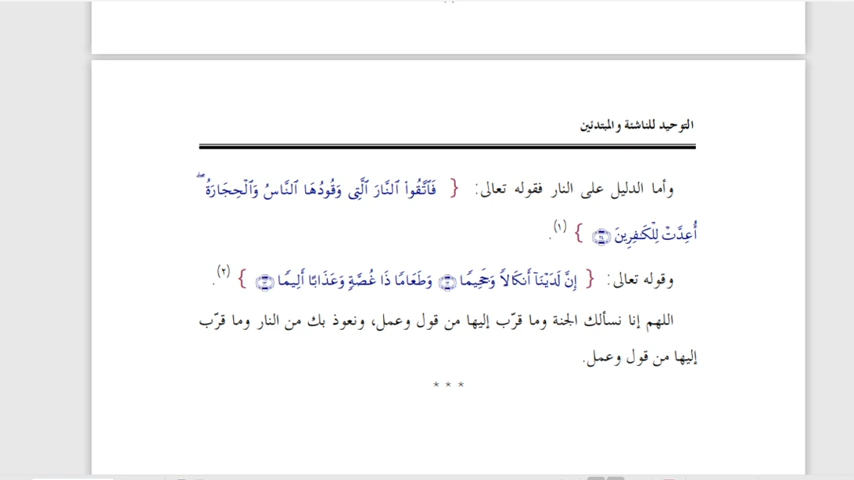 التوحيد للناشئة والمبتدئين
وأما الدليل على النار فقوله تعالى: { فَٱتَّقُوا۟ ٱلنَّارَ ٱلَّتِى وَقُودُهَا ٱلنَّاسُ وَٱلْحِجَارَةُ ۖ
أُعِدَّتْ لِلْكَٰفِرِينَ } (١).
وقوله تعالى: { إِنَّ لَدَيْنَآ أَنكَالًا وَجَحِيمًا وَطَعَامًا ذَا غُصَّةٍ وَعَذَابًا أَلِيمًا } (٢).
اللهم إنا نسألك الجنة وما قرّب إليها من قول وعمل، ونعوذ بك من النار وما قرّب
إليها من قول وعمل.
* * *